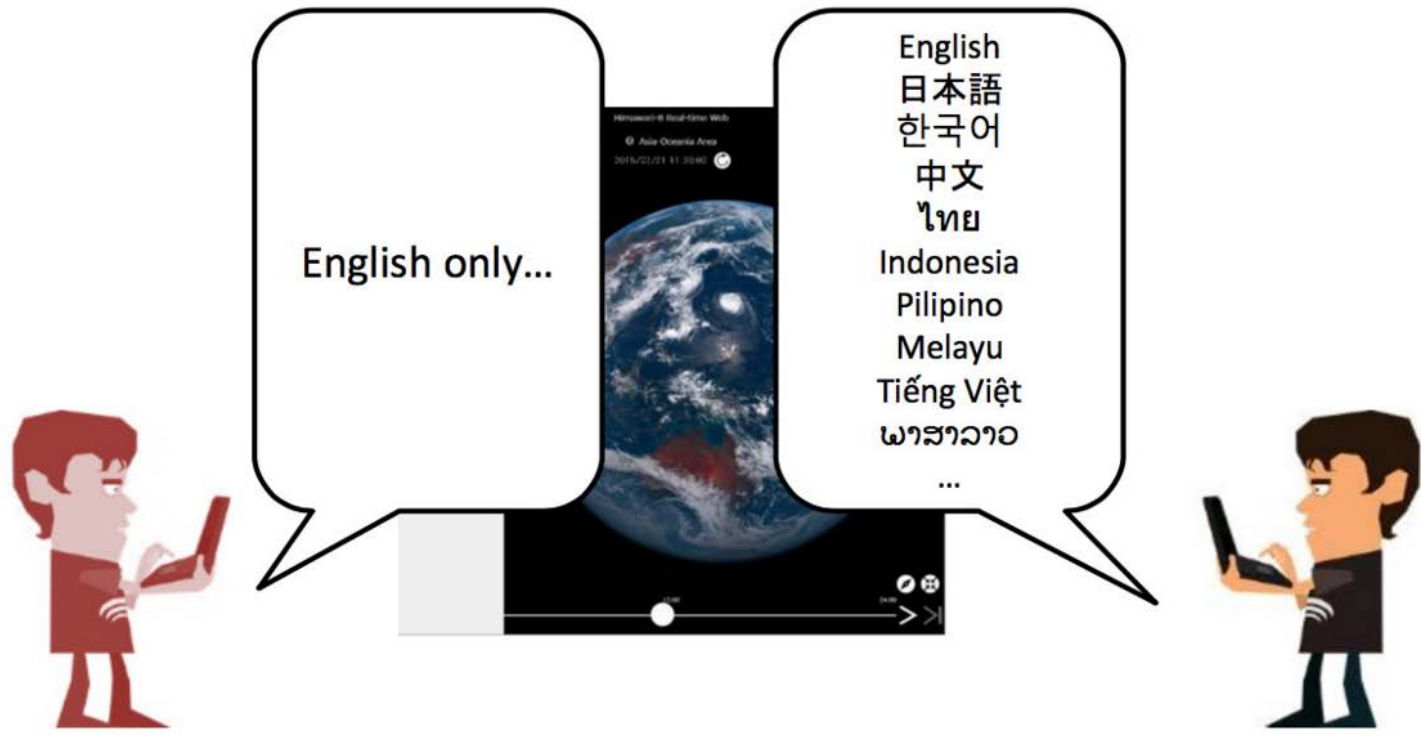 English only...
Himawari-8 Real-time Web
Asia-Oceania Area
English
日本語
한국어
中文
ไทย
Indonesia
Pilipino
Melayu
Tiếng Việt
ພາສາລາວ
...